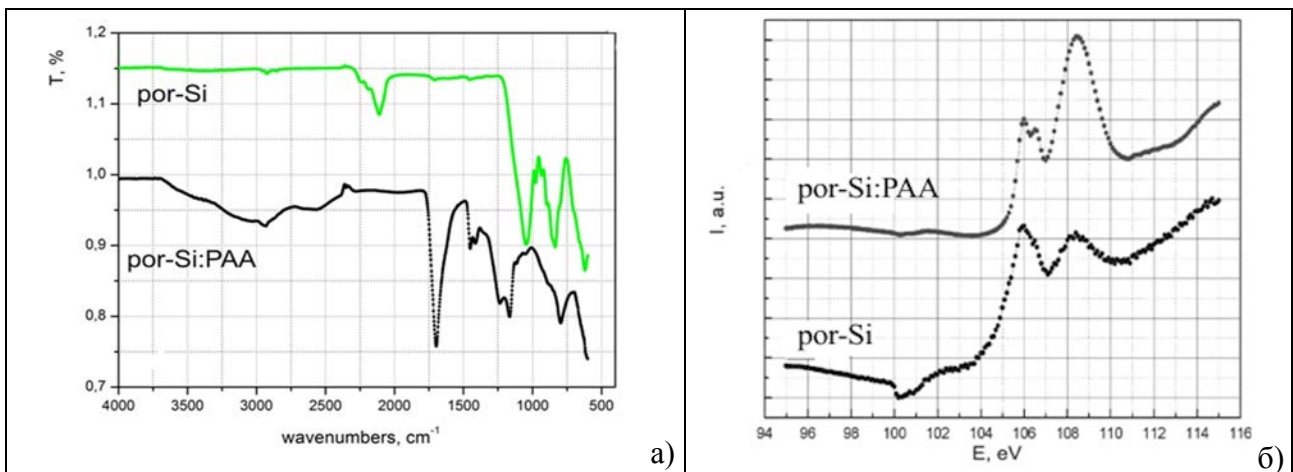 T, %
1,2
1,1
1,0
0,9
0,8
0,7
por-Si
por-Si:PAA
4000 3500 3000 2500 2000 1500 1000 500
wavenumbers, cm⁻¹
а)
I, a.u.
por-Si:PAA
por-Si
94 96 98 100 102 104 106 108 110 112 114 116
E, eV
б)